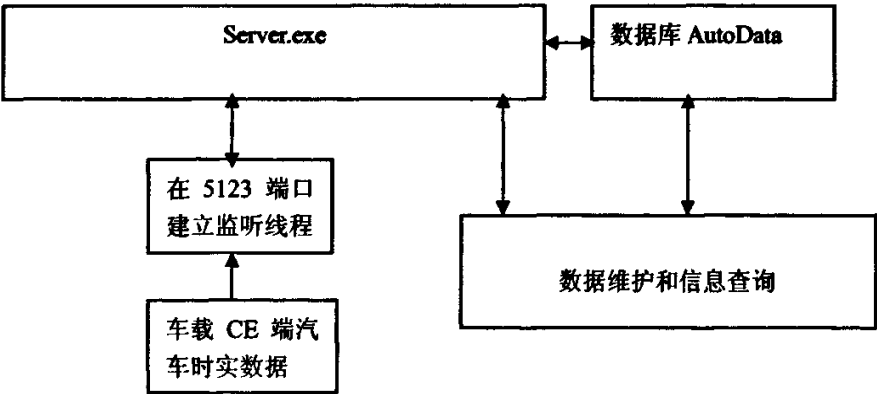 Server.exe
数据库 AutoData
在 5123 端口
建立监听线程
数据维护和信息查询
车载 CE 端汽
车时实数据